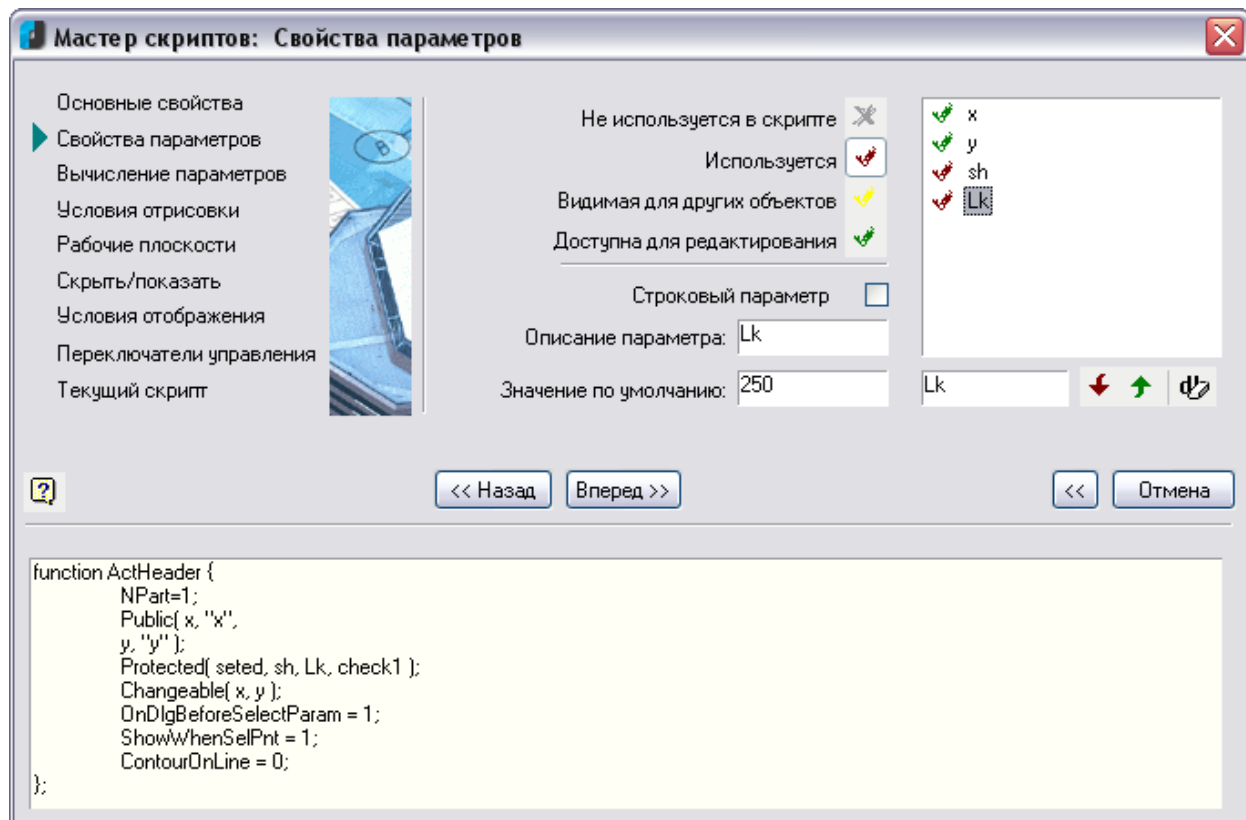 Мастер скриптов: Свойства параметров
Основные свойства
Свойства параметров
Вычисление параметров
Условия отрисовки
Рабочие плоскости
Скрыть/показать
Условия отображения
Переключатели управления
Текущий скрипт
B
Не используется в скрипте
Используется
Видимая для других объектов
Доступна для редактирования
Строковый параметр
Описание параметра: Lk
Значение по умолчанию: 250
x
y
sh
Lk
Lk
<< Назад
Вперед >>
<<
Отмена
function ActHeader {
NPart=1;
Public( x, "x",
y, "y" );
Protected( seted, sh, Lk, check1 );
Changeable( x, y );
OnDlgBeforeSelectParam = 1;
ShowWhenSelPnt = 1;
ContourOnLine = 0;
};